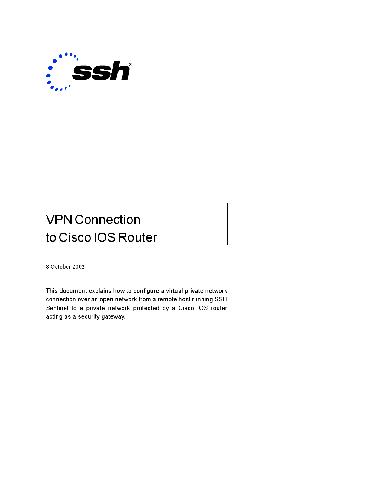 ssh
VPN Connection
to Cisco IOS Router
8 October
This document explains how to configure a virtual private network
connection over an open network from a remote host running SSH
Sentinel to a private network protected by a Cisco IOS router
acting as a security gateway.